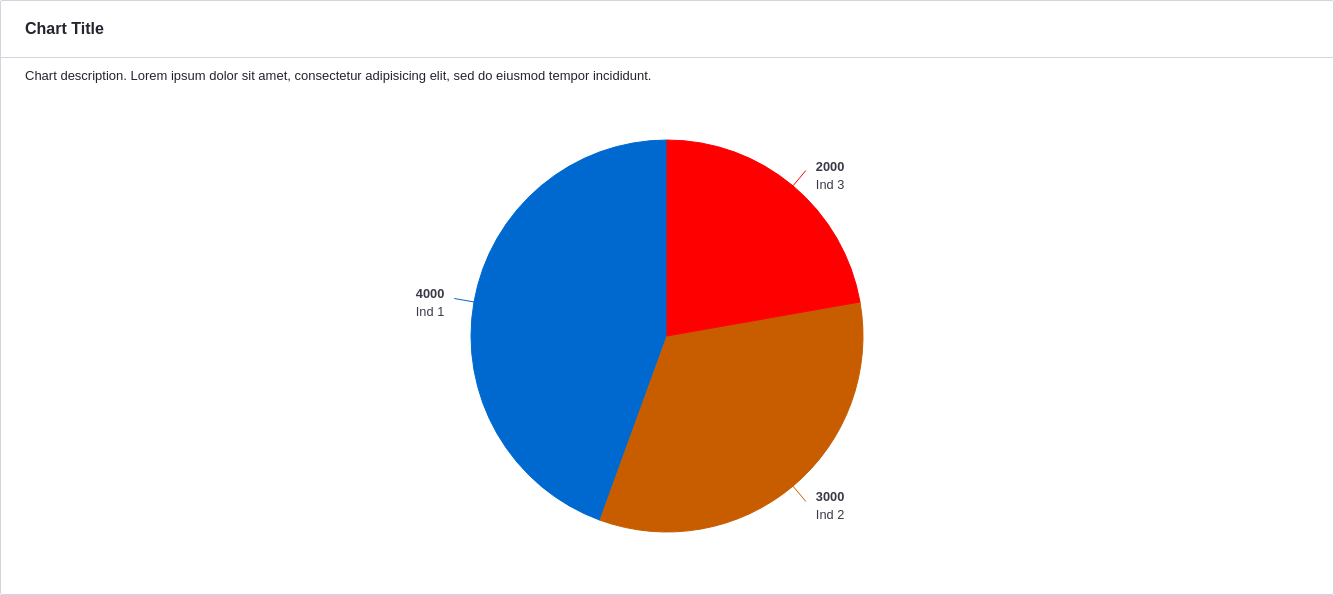 Chart Title
Chart description. Lorem ipsum dolor sit amet, consectetur adipisicing elit, sed do eiusmod tempor incididunt.
2000
Ind 3
4000
Ind 1
3000
Ind 2